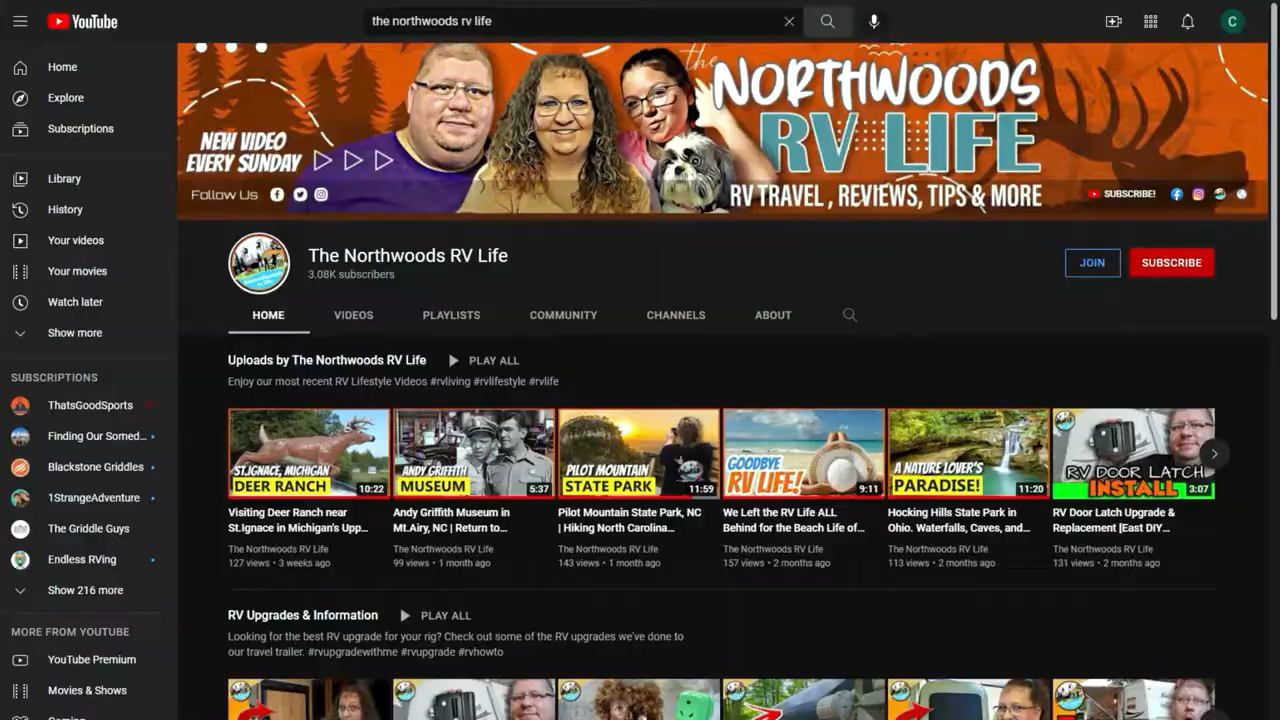 YouTube
the northwoods rv life
C
Home
Explore
Subscriptions
Library
History
Your videos
Your movies
Watch later
Show more
SUBSCRIPTIONS
ThatsGoodSports
Finding Our Somed...
Blackstone Griddles
1StrangeAdventure
The Griddle Guys
Endless RVing
Show 216 more
MORE FROM YOUTUBE
YouTube Premium
Movies & Shows
the
NORTHWOODS
RV LIFE
RV TRAVEL , REVIEWS, TIPS & MORE
NEW VIDEO
EVERY SUNDAY
Follow Us
SUBSCRIBE!
The Northwoods RV Life
3.08K subscribers
JOIN
SUBSCRIBE
HOME
VIDEOS
PLAYLISTS
COMMUNITY
CHANNELS
ABOUT
Uploads by The Northwoods RV Life
PLAY ALL
Enjoy our most recent RV Lifestyle Videos #rvliving #rvlifestyle #rvlife
ST.IGNACE, MICHIGAN
DEER RANCH
10:22
Visiting Deer Ranch near
St.Ignace in Michigan's Upp...
The Northwoods RV Life
127 views • 3 weeks ago
ANDY GRIFFITH
MUSEUM
5:37
Andy Griffith Museum in
Mt.Airy, NC | Return to...
The Northwoods RV Life
99 views • 1 month ago
PILOT MOUNTAIN
STATE PARK
11:59
Pilot Mountain State Park, NC
| Hiking North Carolina...
The Northwoods RV Life
143 views • 1 month ago
GOODBYE
RV LIFE!
9:11
We Left the RV Life ALL
Behind for the Beach Life of...
The Northwoods RV Life
157 views • 2 months ago
A NATURE LOVER'S
PARADISE!
11:20
Hocking Hills State Park in
Ohio. Waterfalls, Caves, and...
The Northwoods RV Life
113 views • 2 months ago
RV DOOR LATCH
INSTALL
3:07
RV Door Latch Upgrade &
Replacement [East DIY...
The Northwoods RV Life
131 views • 2 months ago
RV Upgrades & Information
PLAY ALL
Looking for the best RV upgrade for your rig? Check out some of the RV upgrades we've done to
our travel trailer. #rvupgradewithme #rvupgrade #rvhowto